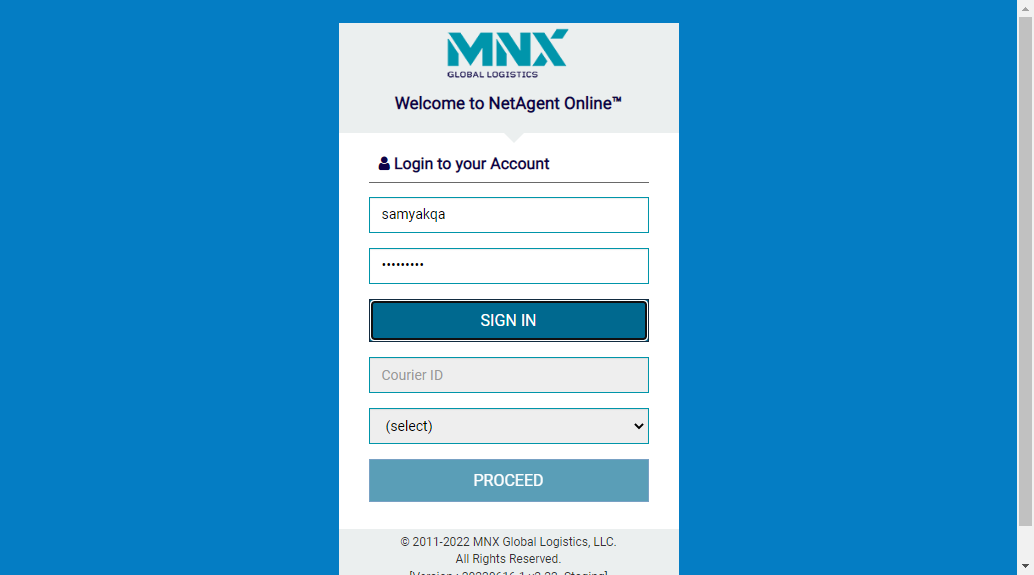 MNX
GLOBAL LOGISTICS
Welcome to NetAgent Online™
Login to your Account
samyakqa
•••••••••
SIGN IN
Courier ID
(select)
PROCEED
© 2011-2022 MNX Global Logistics, LLC.
All Rights Reserved.